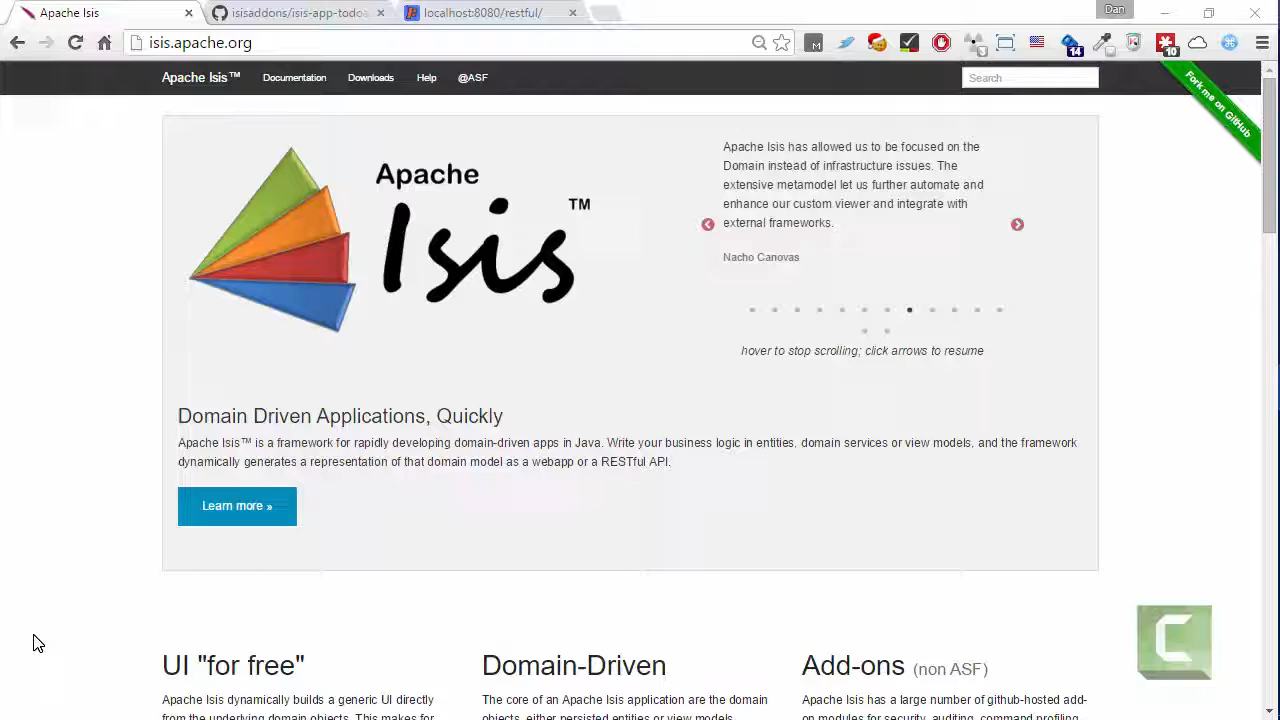 Apache Isis
isisaddons/isis-app-todoa
localhost:8080/restful/
Dan
isis.apache.org
M
3
14
10
Apache Isis™
Documentation
Downloads
Help
@ASF
Search
Fork me on GitHub
Apache
Isis
TM
Apache Isis has allowed us to be focused on the
Domain instead of infrastructure issues. The
extensive metamodel let us further automate and
enhance our custom viewer and integrate with
external frameworks.
Nacho Canovas
hover to stop scrolling; click arrows to resume
Domain Driven Applications, Quickly
Apache Isis™ is a framework for rapidly developing domain-driven apps in Java. Write your business logic in entities, domain services or view models, and the framework
dynamically generates a representation of that domain model as a webapp or a RESTful API.
Learn more »
UI "for free"
Domain-Driven
Add-ons (non ASF)
Apache Isis dynamically builds a generic UI directly
from the underlying domain objects. This makes for
The core of an Apache Isis application are the domain
objects, either persisted entities or view models
Apache Isis has a large number of github-hosted add-
on modules for security, auditing, command profiling
C